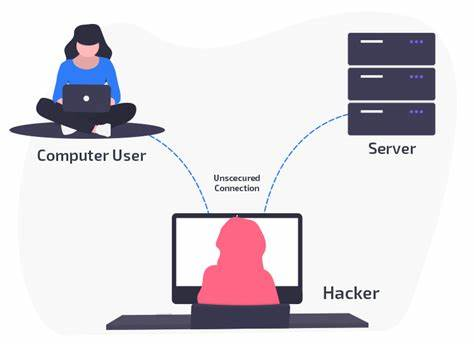 Computer User
Server
Unscecured
Connection
Hacker